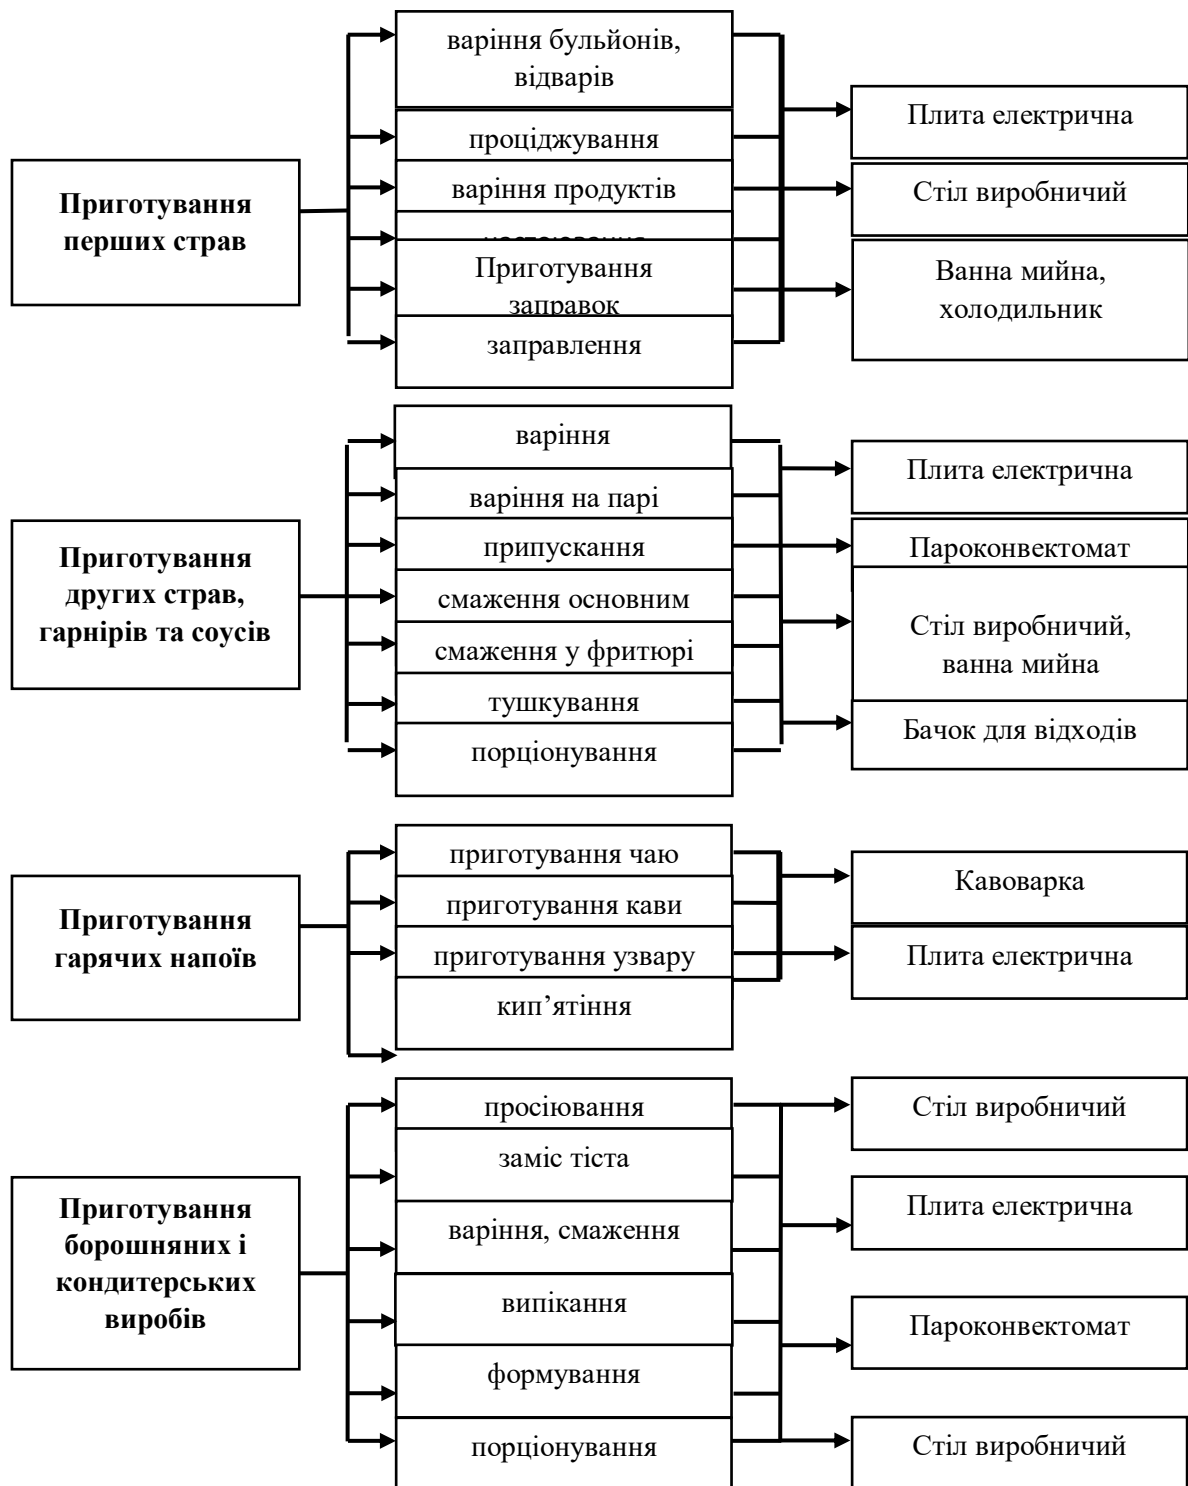 Приготування
перших страв
варіння бульйонів,
відварів
проціджування
варіння продуктів
Приготування
заправок
заправлення
Плита електрична
Стіл виробничий
Ванна мийна,
холодильник
Приготування
других страв,
гарнірів та соусів
варіння
варіння на парі
припускання
смаження основним
смаження у фритюрі
тушкування
порціонування
Плита електрична
Пароконвектомат
Стіл виробничий,
ванна мийна
Бачок для відходів
Приготування
гарячих напоїв
приготування чаю
приготування кави
приготування узвару
кип’ятіння
Кавоварка
Плита електрична
Приготування
борошняних і
кондитерських
виробів
просіювання
заміс тіста
варіння, смаження
випікання
формування
порціонування
Стіл виробничий
Плита електрична
Пароконвектомат
Стіл виробничий